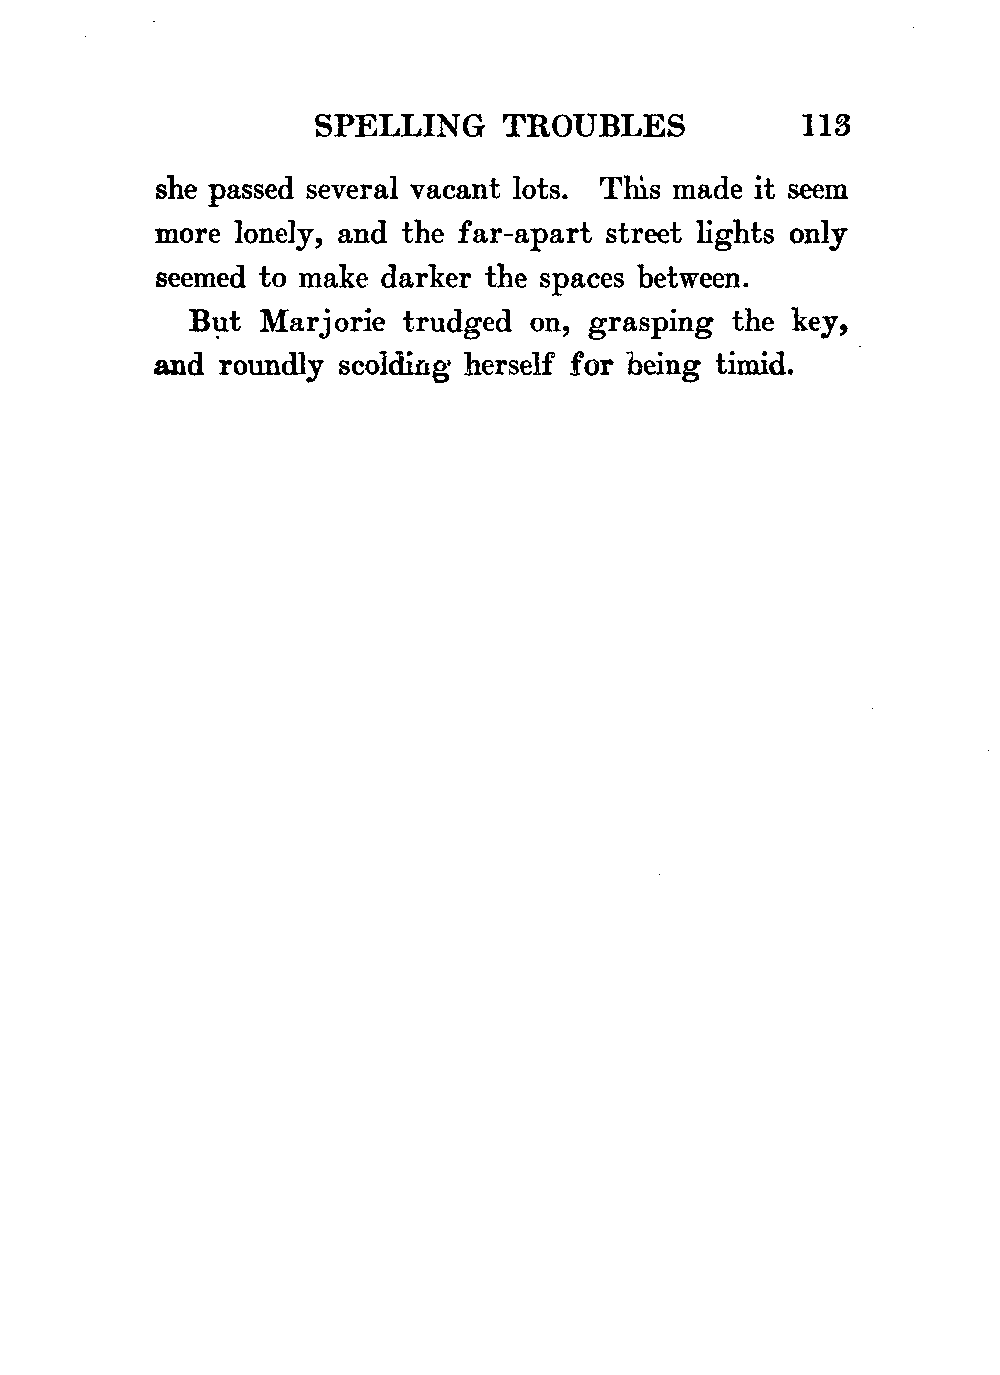 SPELLING TROUBLES 113
she passed several vacant lots. This made it seem
more lonely, and the far-apart street lights only
seemed to make darker the spaces between.
But Marjorie trudged on, grasping the key,
and roundly scolding herself for being timid.